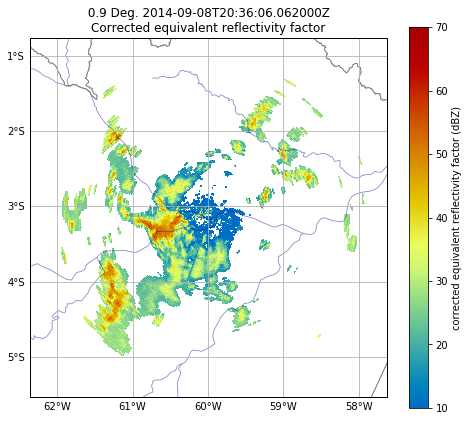 0.9 Deg. 2014-09-08T20:36:06.062000Z
Corrected equivalent reflectivity factor
1°S
2°S
3°S
4°S
5°S
62°W
61°W
60°W
59°W
58°W
70
60
50
40
30
20
10
corrected equivalent reflectivity factor (dBZ)